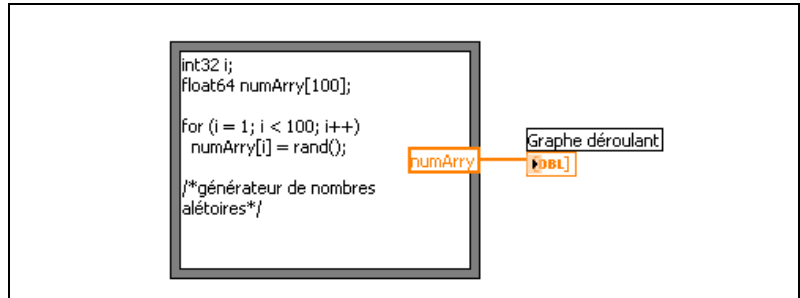 int32 i;
float64 numArry[100];
for (i = 1; i < 100; i++)
numArry[i] = rand();
/*générateur de nombres
alétoires*/
numArry
Graphe déroulant
DBL]